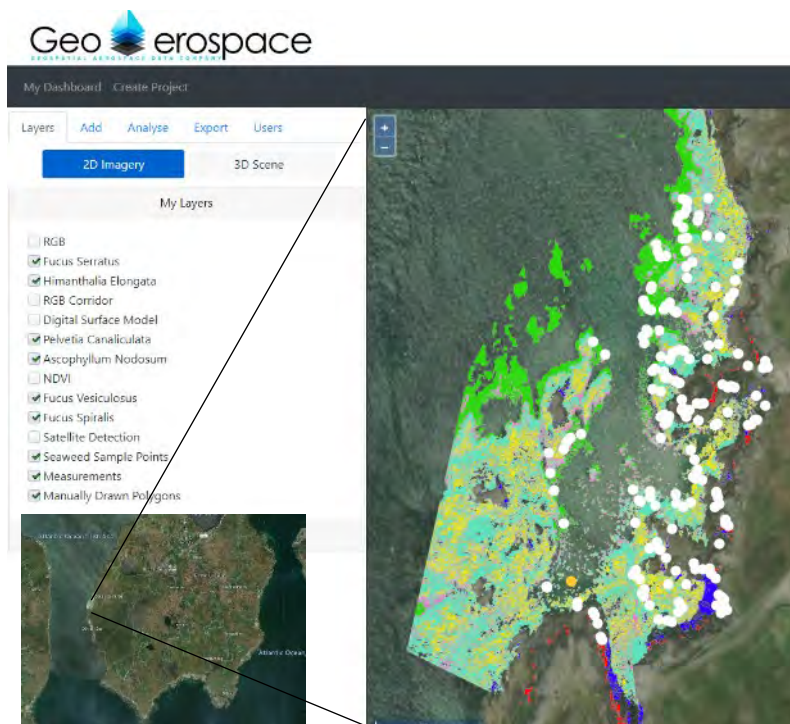 Geo erospace
GEOSPATIAL AEROSPACE DATA COMPANY
My Dashboard Create Project
Layers Add Analyse Export Users
2D Imagery 3D Scene
My Layers
RGB
Fucus Serratus
Himanthalia Elongata
RGB Corridor
Digital Surface Model
Pelvetia Canaliculata
Ascophyllum Nodosum
NDVI
Fucus Vesiculosus
Fucus Spiralis
Satellite Detection
Seaweed Sample Points
Measurements
Manually Drawn Polygons
+
−
Atlantic Ocean